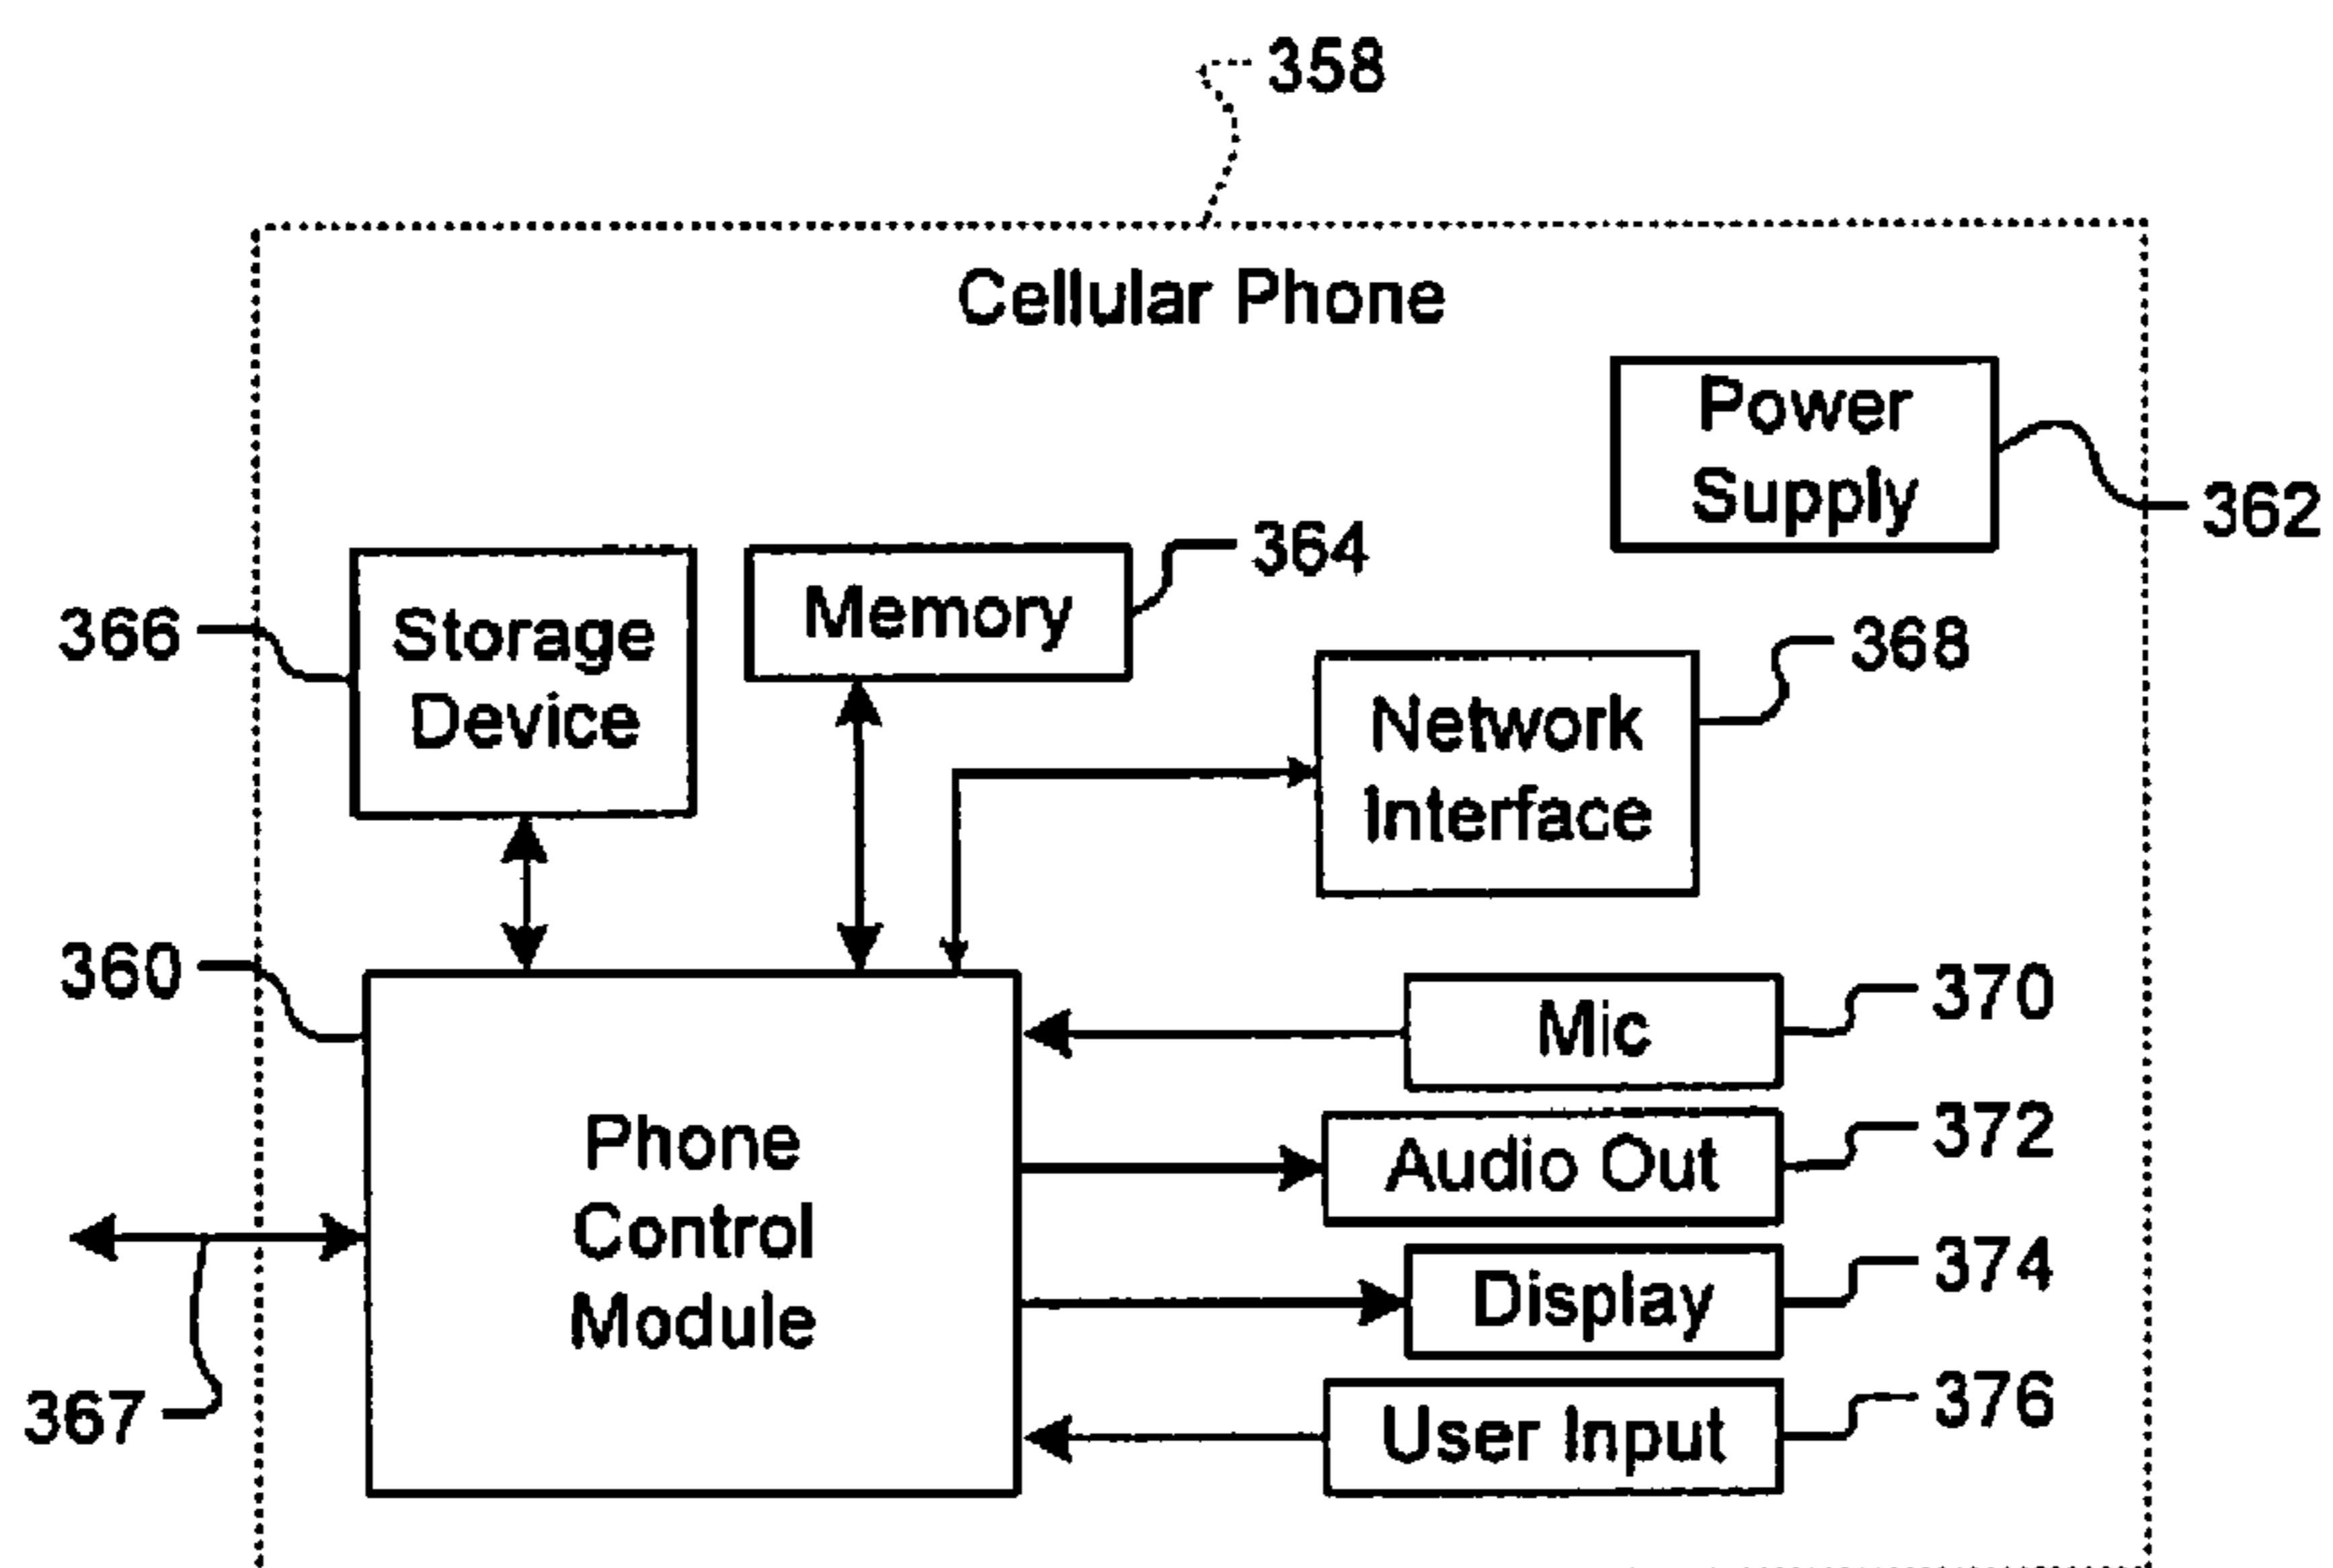 358
Cellular Phone
Power
Supply
362
364
Memory
366
Storage
Device
368
Network
Interface
360
Mic
370
Phone
Control
Module
Audio Out
372
Display
374
367
User Input
376